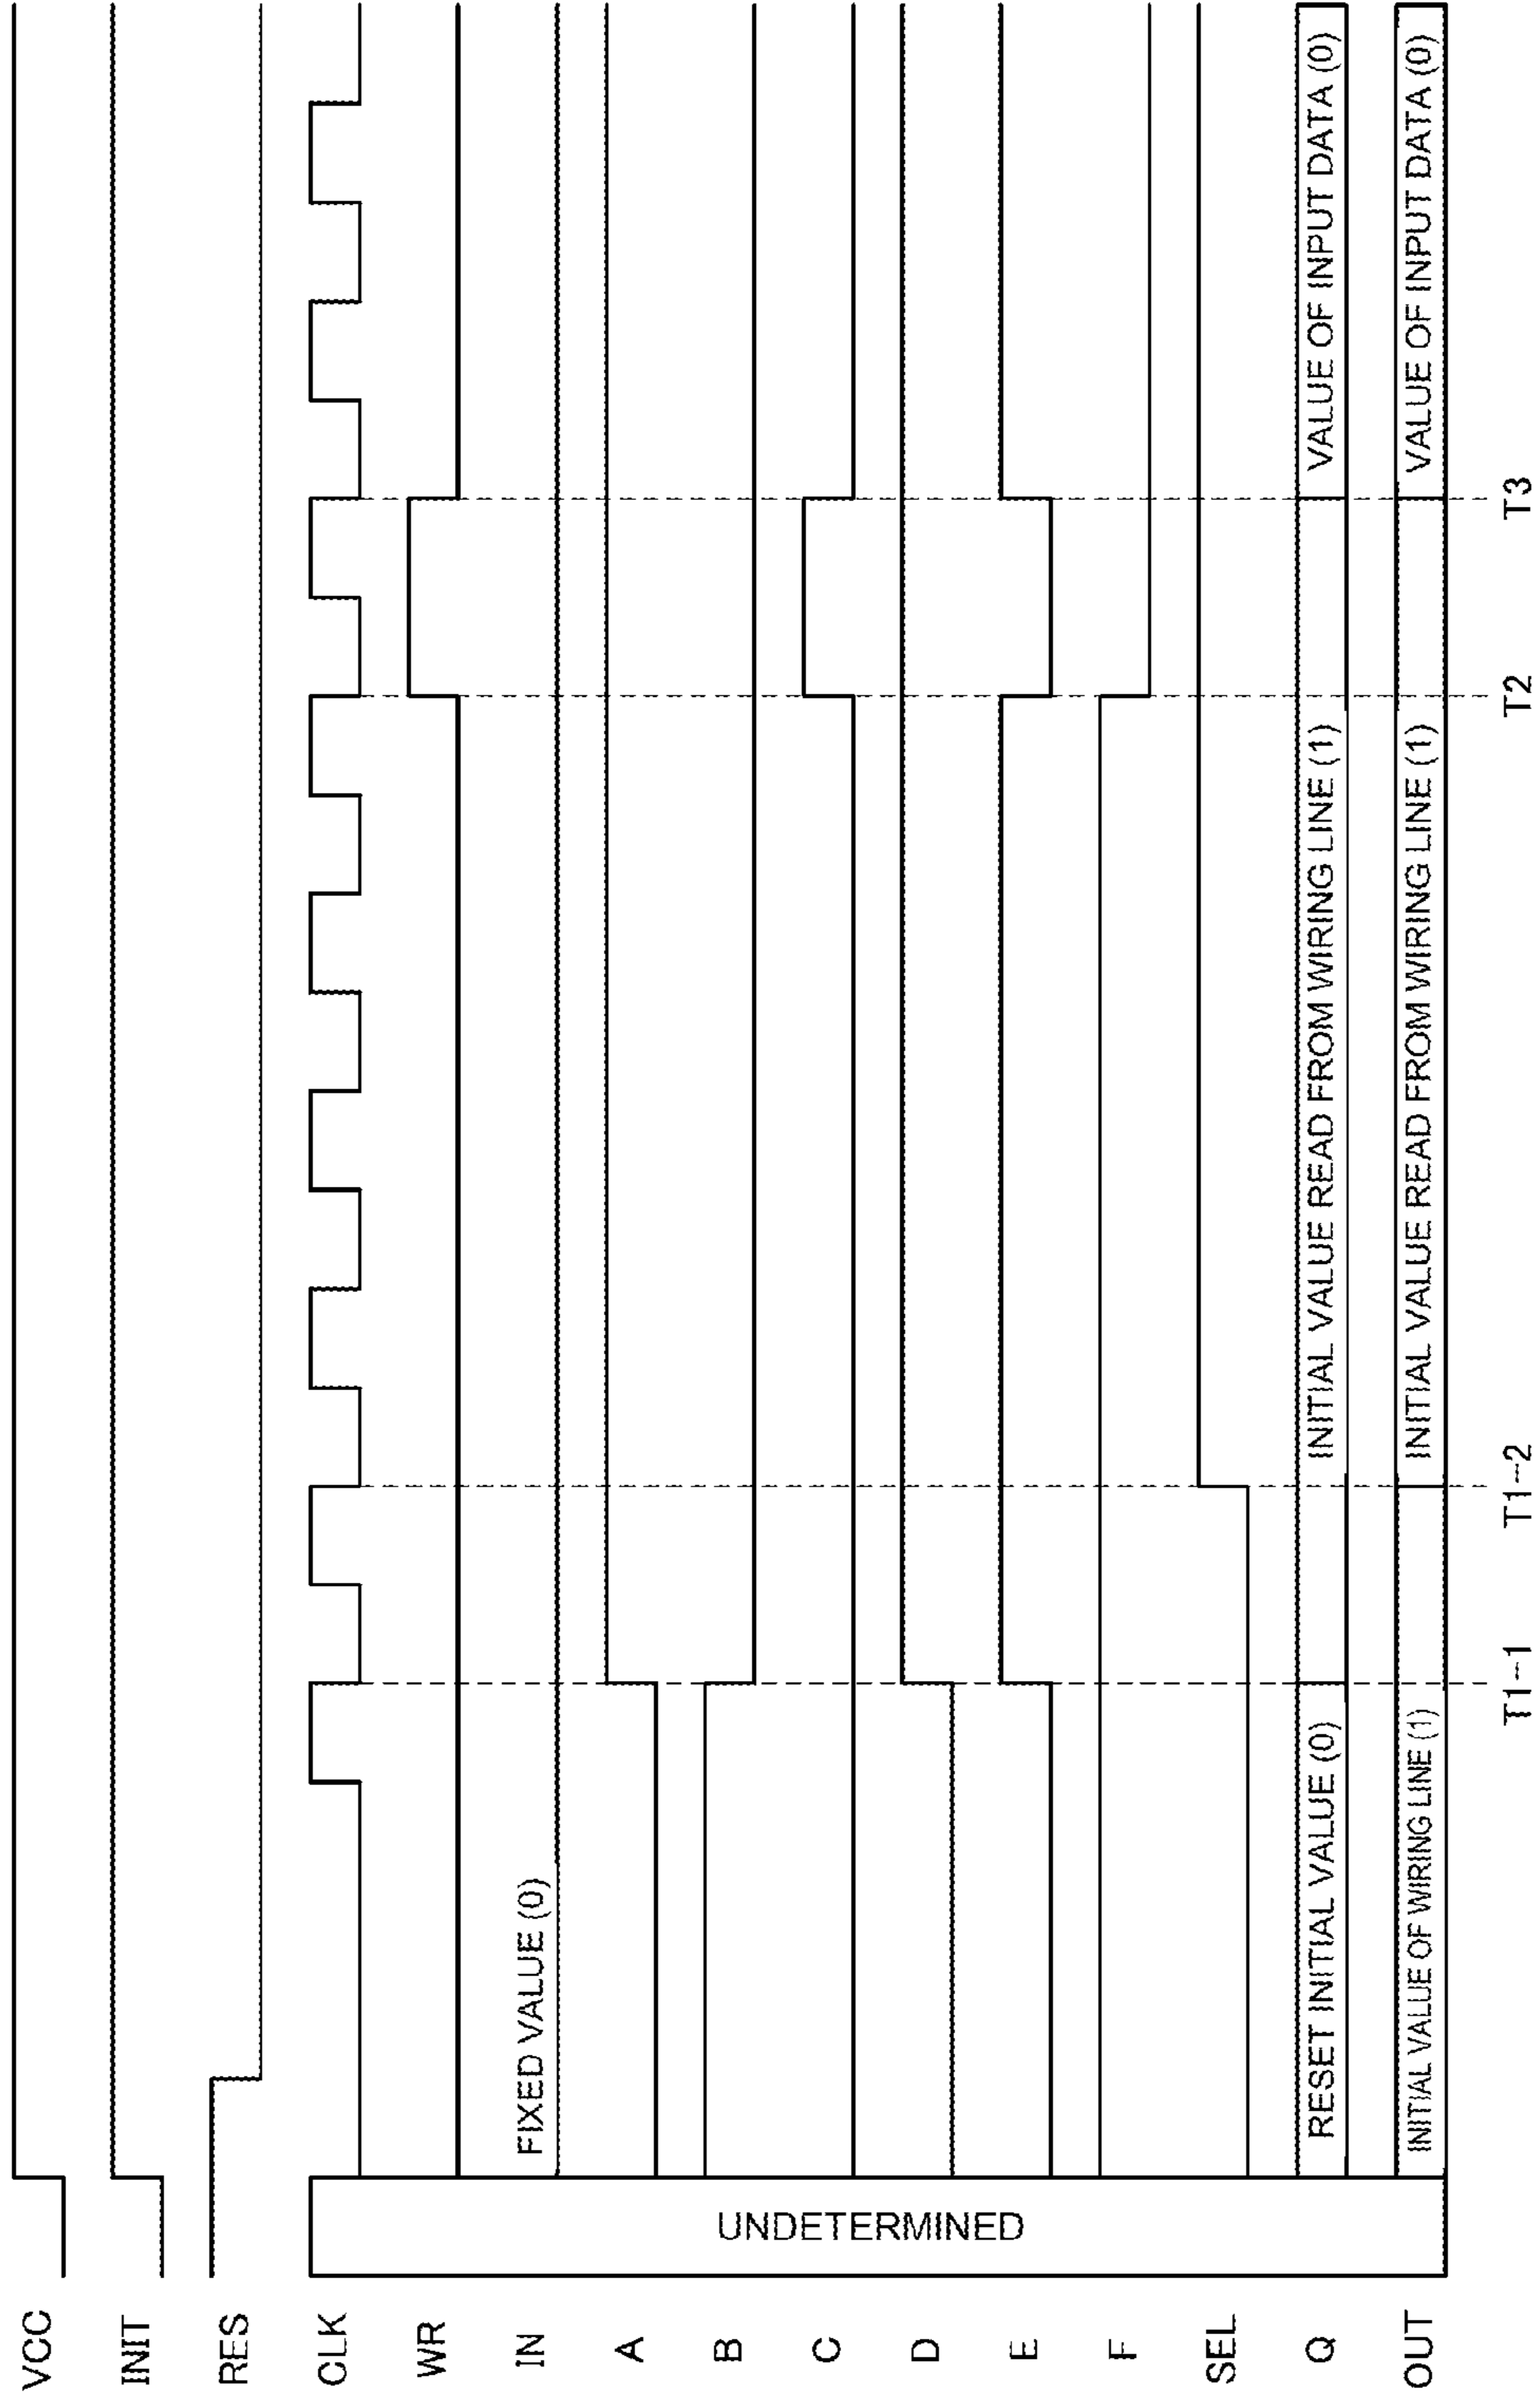 VCC
INIT
RES
CLK
WR
IN
FIXED VALUE (0)
A
B
C
D
E
F
SEL
Q
RESET INITIAL VALUE (0)
INITIAL VALUE READ FROM WIRING LINE (1)
VALUE OF INPUT DATA (0)
OUT
INITIAL VALUE OF WIRING LINE (1)
INITIAL VALUE READ FROM WIRING LINE (1)
VALUE OF INPUT DATA (0)
UNDETERMINED
T1-1
T1-2
T2
T3